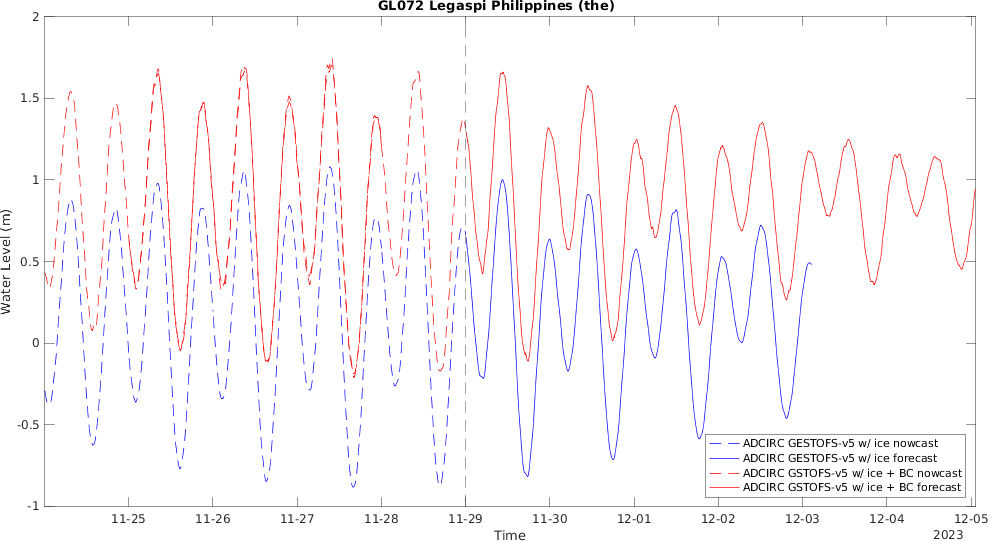 GL072 Legaspi Philippines (the)
2
1.5
1
0.5
0
-0.5
-1
Water Level (m)
11-25 11-26 11-27 11-28 11-29 11-30 12-01 12-02 12-03 12-04 12-05
Time
2023
ADCIRC GESTOFS-v5 w/ ice nowcast
ADCIRC GESTOFS-v5 w/ ice forecast
ADCIRC GSTOFS-v5 w/ ice + BC nowcast
ADCIRC GSTOFS-v5 w/ ice + BC forecast